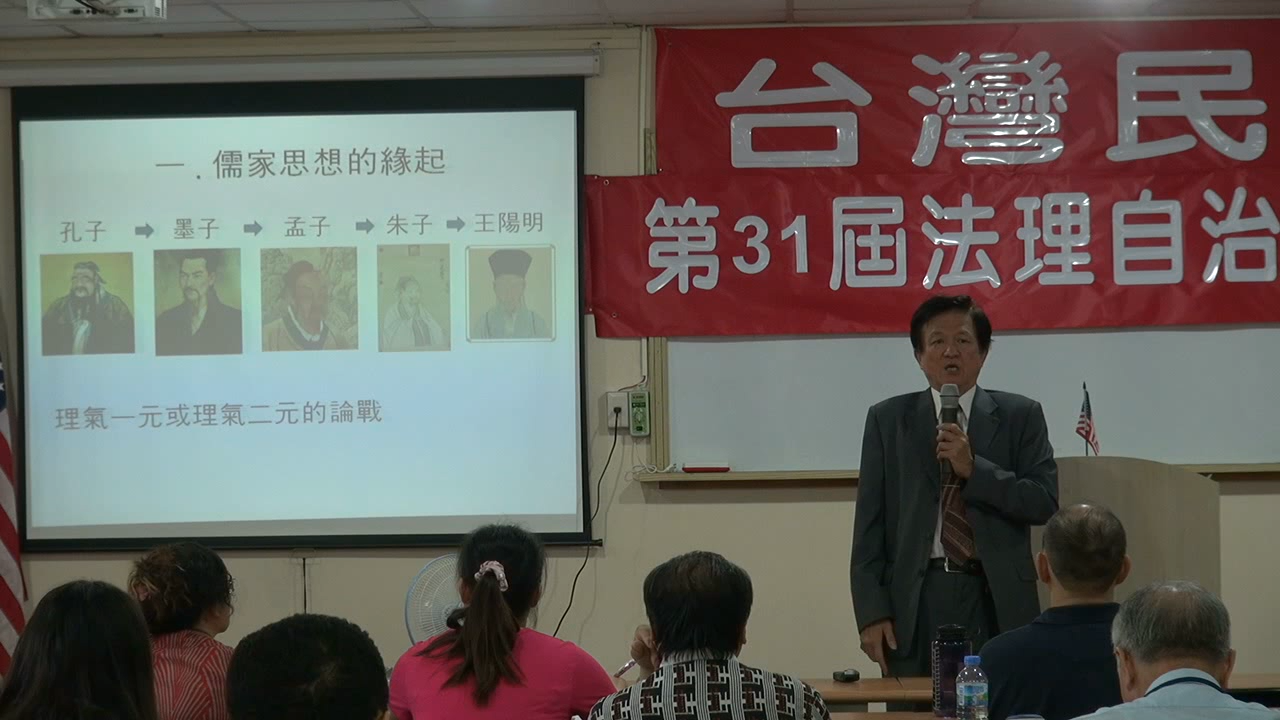 一．儒家思想的緣起
孔子 ➡ 墨子 ➡ 孟子 ➡ 朱子 ➡ 王陽明
理氣一元或理氣二元的論戰
台灣民
第31屆法理自治